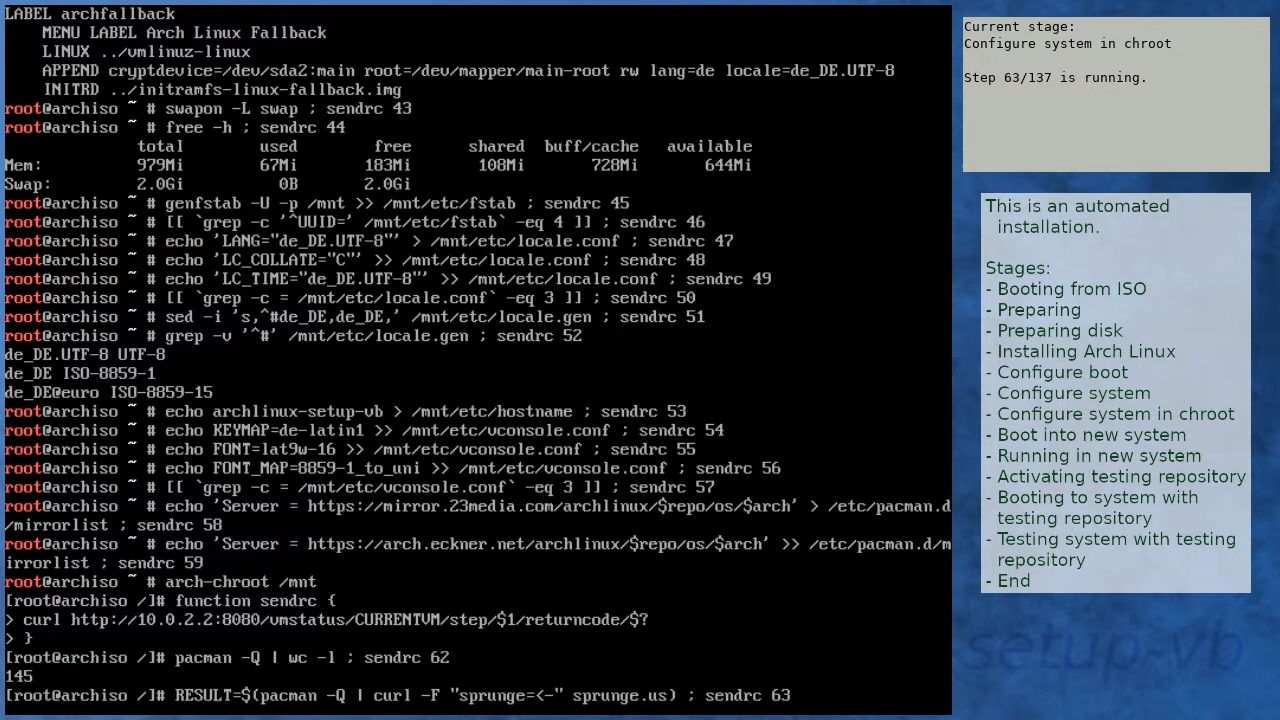 LABEL archfallback
    MENU LABEL Arch Linux Fallback
    LINUX ../vmlinuz-linux
    APPEND cryptdevice=/dev/sda2:main root=/dev/mapper/main-root rw lang=de locale=de_DE.UTF-8
    INITRD ../initramfs-linux-fallback.img
root@archiso ~ # swapon -L swap ; sendrc 43
root@archiso ~ # free -h ; sendrc 44
              total        used        free      shared  buff/cache   available
Mem:          979Mi        67Mi       183Mi       108Mi       728Mi       644Mi
Swap:         2.0Gi          0B       2.0Gi
root@archiso ~ # genfstab -U -p /mnt >> /mnt/etc/fstab ; sendrc 45
root@archiso ~ # [[ `grep -c '^UUID=' /mnt/etc/fstab` -eq 4 ]] ; sendrc 46
root@archiso ~ # echo 'LANG="de_DE.UTF-8"' > /mnt/etc/locale.conf ; sendrc 47
root@archiso ~ # echo 'LC_COLLATE="C"' >> /mnt/etc/locale.conf ; sendrc 48
root@archiso ~ # echo 'LC_TIME="de_DE.UTF-8"' >> /mnt/etc/locale.conf ; sendrc 49
root@archiso ~ # [[ `grep -c = /mnt/etc/locale.conf` -eq 3 ]] ; sendrc 50
root@archiso ~ # sed -i 's,^#de_DE,de_DE,' /mnt/etc/locale.gen ; sendrc 51
root@archiso ~ # grep -v '^#' /mnt/etc/locale.gen ; sendrc 52
de_DE.UTF-8 UTF-8
de_DE ISO-8859-1
de_DE@euro ISO-8859-15
root@archiso ~ # echo archlinux-setup-vb > /mnt/etc/hostname ; sendrc 53
root@archiso ~ # echo KEYMAP=de-latin1 >> /mnt/etc/vconsole.conf ; sendrc 54
root@archiso ~ # echo FONT=lat9w-16 >> /mnt/etc/vconsole.conf ; sendrc 55
root@archiso ~ # echo FONT_MAP=8859-1_to_uni >> /mnt/etc/vconsole.conf ; sendrc 56
root@archiso ~ # [[ `grep -c = /mnt/etc/vconsole.conf` -eq 3 ]] ; sendrc 57
root@archiso ~ # echo 'Server = https://mirror.23media.com/archlinux/$repo/os/$arch' > /etc/pacman.d
/mirrorlist ; sendrc 58
root@archiso ~ # echo 'Server = https://arch.eckner.net/archlinux/$repo/os/$arch' >> /etc/pacman.d/m
irrorlist ; sendrc 59
root@archiso ~ # arch-chroot /mnt
[root@archiso /]# function sendrc {
> curl http://10.0.2.2:8080/vmstatus/CURRENTVM/step/$1/returncode/$?
> }
[root@archiso /]# pacman -Q | wc -l ; sendrc 62
145
[root@archiso /]# RESULT=$(pacman -Q | curl -F "sprunge=<-" sprunge.us) ; sendrc 63
Current stage:
Configure system in chroot
Step 63/137 is running.
This is an automated
installation.
Stages:
- Booting from ISO
- Preparing
- Preparing disk
- Installing Arch Linux
- Configure boot
- Configure system
- Configure system in chroot
- Boot into new system
- Running in new system
- Activating testing repository
- Booting to system with
testing repository
- Testing system with testing
repository
- End
setup-vb